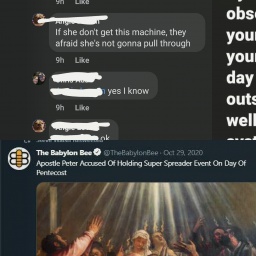 9h Like
If she don't get this machine, they
afraid she's not gonna pull through
9h Like
yes I know
9h Like
ok
The Babylon Bee @TheBabylonBee · Oct 29, 2020
Apostle Peter Accused Of Holding Super Spreader Event On Day Of
Pentecost
obs
your
your
day
outs
well